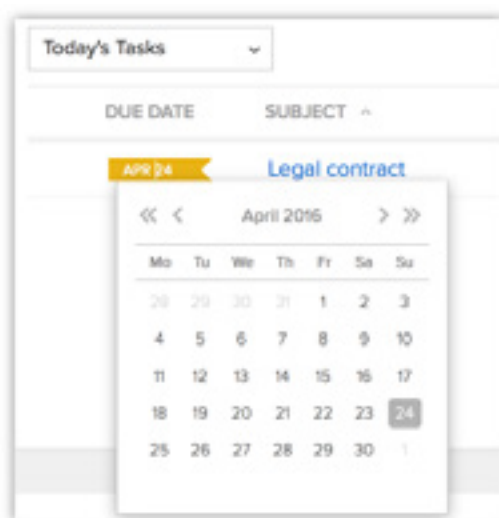 Today's Tasks
DUE DATE SUBJECT
APR 24 Legal contract
April 2016
Mo Tu We Th Fr Sa Su
28 29 30 31 1 2 3
4 5 6 7 8 9 10
11 12 13 14 15 16 17
18 19 20 21 22 23 24
25 26 27 28 29 30 1